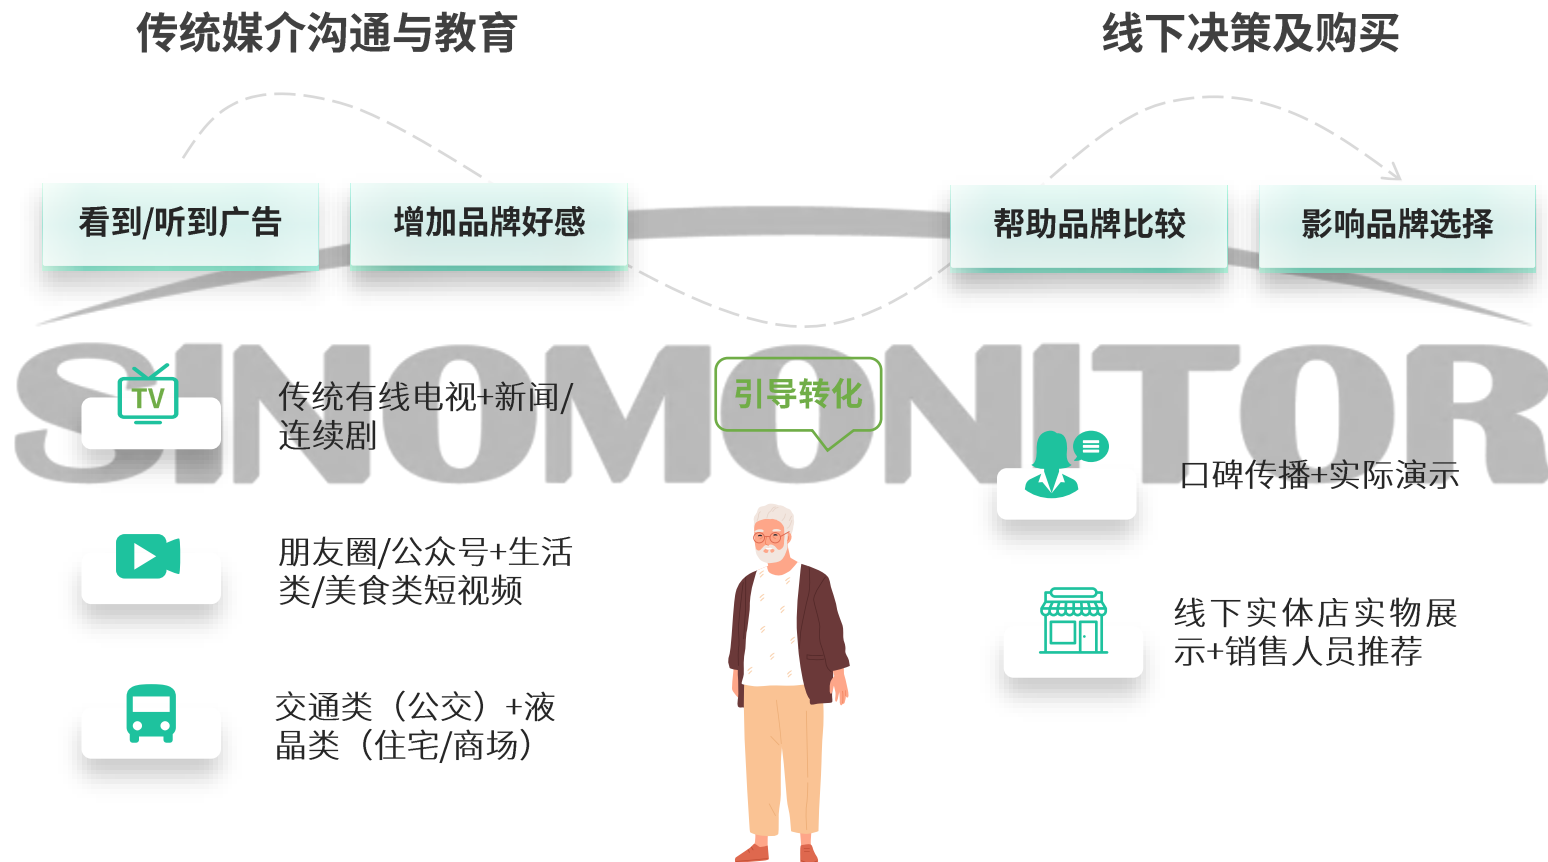 传统媒介沟通与教育
线下决策及购买
看到/听到广告
增加品牌好感
帮助品牌比较
影响品牌选择
SINOMONITOR
TV
传统有线电视+新闻/
连续剧
引导转化
口碑传播+实际演示
朋友圈/公众号+生活
类/美食类短视频
线下实体店实物展
示+销售人员推荐
交通类（公交）+液
晶类（住宅/商场）